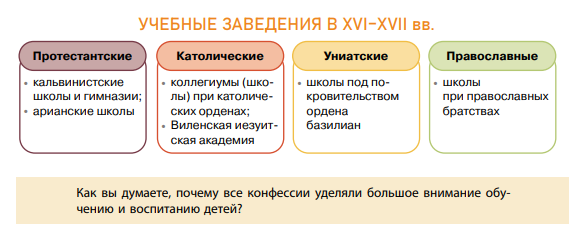 УЧЕБНЫЕ ЗАВЕДЕНИЯ В XVI–XVII вв.
Протестантские
• кальвинистские
школы и гимназии;
• арианские школы
Католические
• коллегиумы (шко-
лы) при католичес-
ких орденах;
• Виленская иезуит-
ская академия
Униатские
• школы под по-
кровительством
ордена
базилиан
Православные
• школы
при православных
братствах
Как вы думаете, почему все конфессии уделяли большое внимание обу-
чению и воспитанию детей?